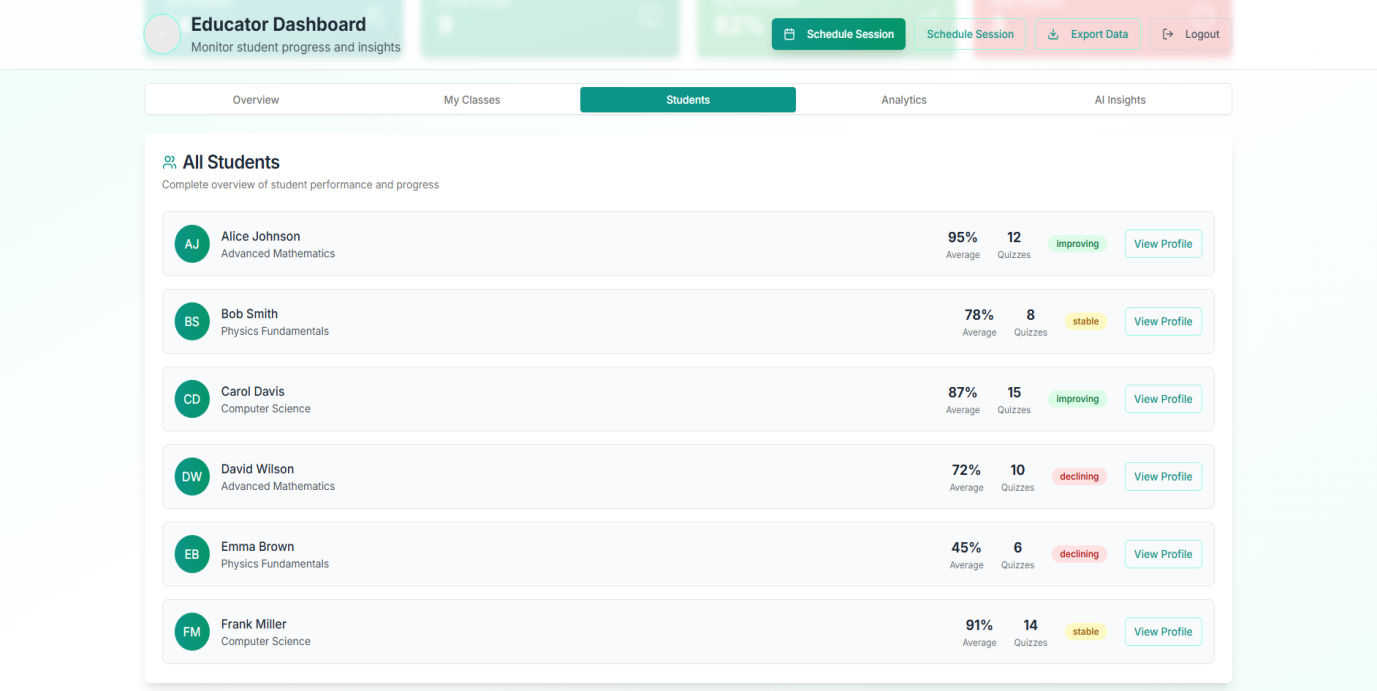 Educator Dashboard
Monitor student progress and insights
Schedule Session
Schedule Session
Export Data
Logout
Overview
My Classes
Students
Analytics
AI Insights
All Students
Complete overview of student performance and progress
AJ
Alice Johnson
Advanced Mathematics
95%
Average
12
Quizzes
improving
View Profile
BS
Bob Smith
Physics Fundamentals
78%
Average
8
Quizzes
stable
View Profile
CD
Carol Davis
Computer Science
87%
Average
15
Quizzes
improving
View Profile
DW
David Wilson
Advanced Mathematics
72%
Average
10
Quizzes
declining
View Profile
EB
Emma Brown
Physics Fundamentals
45%
Average
6
Quizzes
declining
View Profile
FM
Frank Miller
Computer Science
91%
Average
14
Quizzes
stable
View Profile